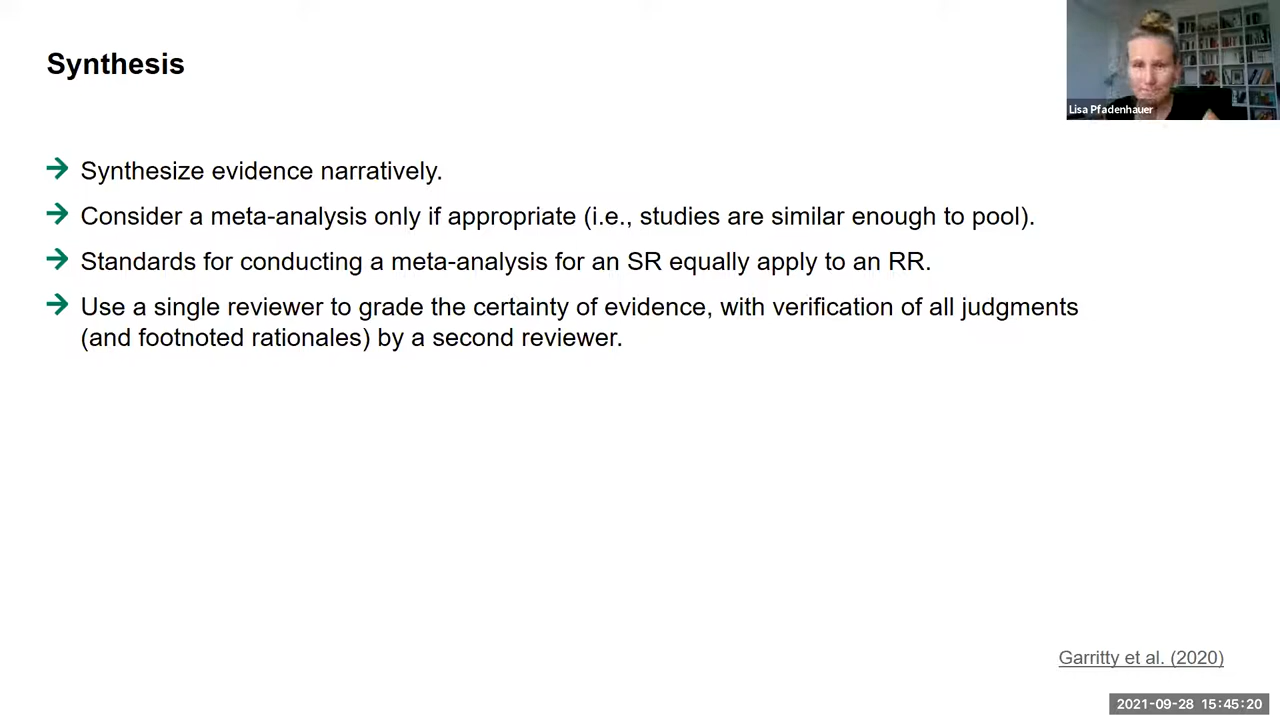 Synthesis
Lisa Pfadenhauer
→ Synthesize evidence narratively.
→ Consider a meta-analysis only if appropriate (i.e., studies are similar enough to pool).
→ Standards for conducting a meta-analysis for an SR equally apply to an RR.
→ Use a single reviewer to grade the certainty of evidence, with verification of all judgments
(and footnoted rationales) by a second reviewer.
Garritty et al. (2020)
2021-09-28 15:45:20